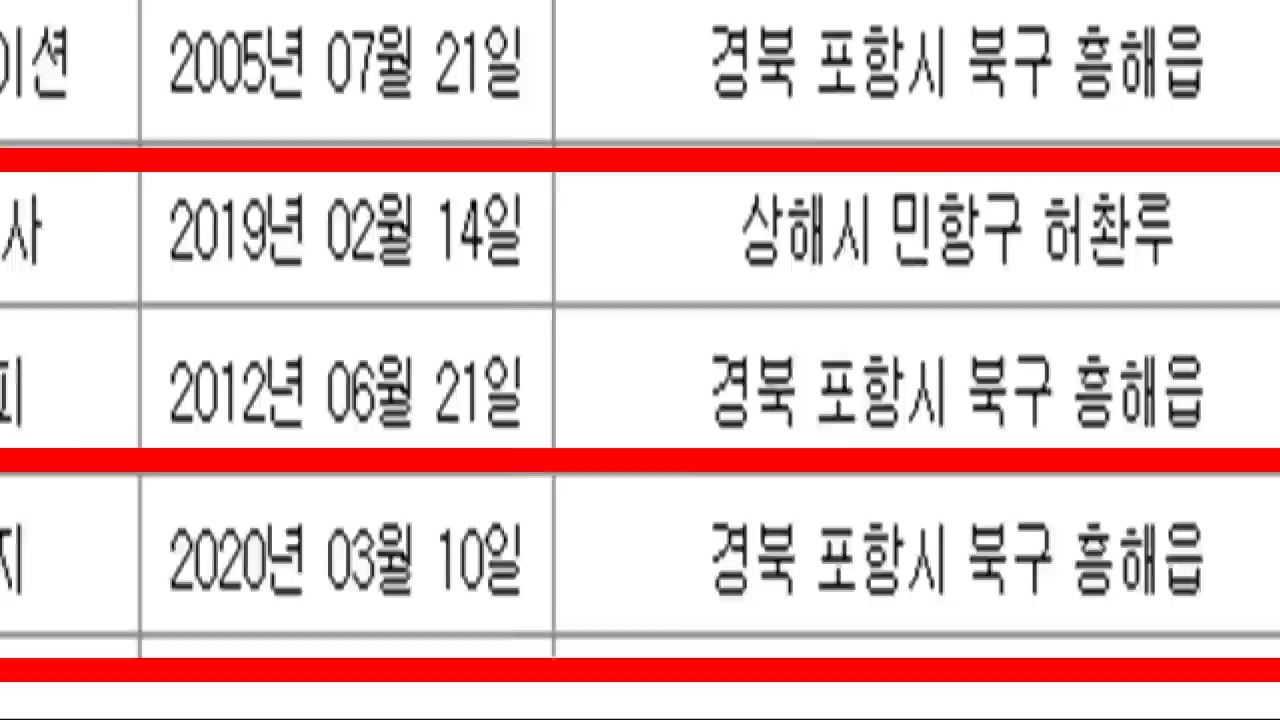 이션 2005년 07월 21일 경북 포항시 북구 흥해읍
사 2019년 02월 14일 상해시 민항구 허촨루
피 2012년 06월 21일 경북 포항시 북구 흥해읍
지 2020년 03월 10일 경북 포항시 북구 흥해읍